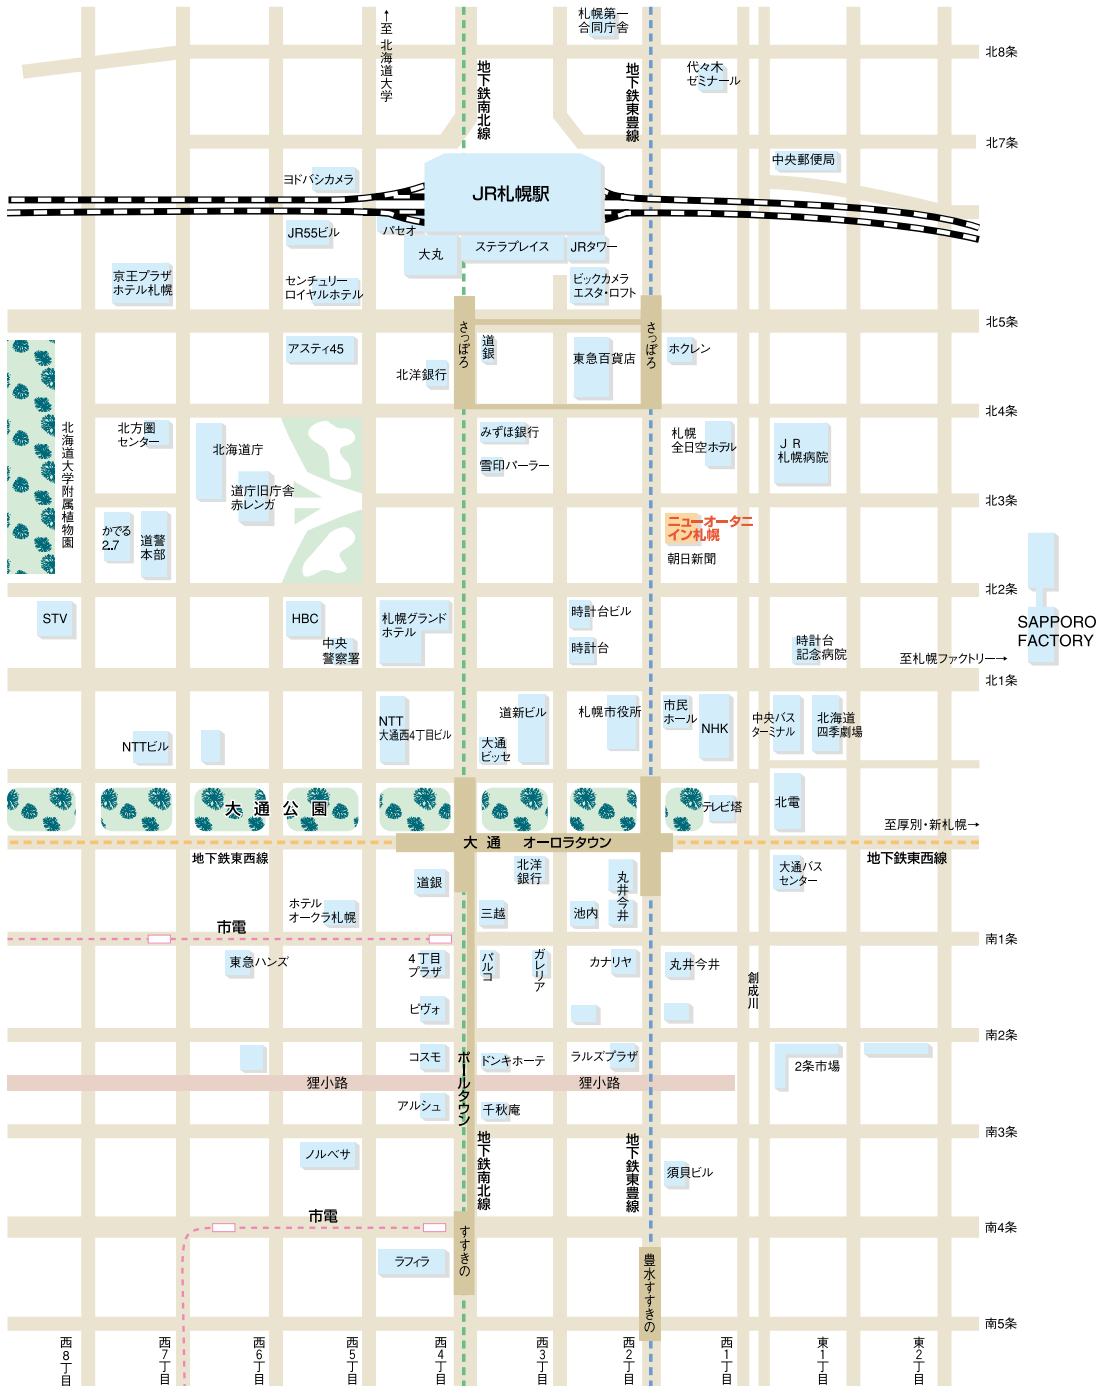 札幌第一
合同庁舎
←至 北海道大学
北8条
地下鉄南北線
地下鉄東豊線
代々木
ゼミナール
北7条
中央郵便局
ヨドバシカメラ
JR札幌駅
JR55ビル
パセオ
大丸
ステラプレイス
JRタワー
京王プラザ
ホテル札幌
センチュリー
ロイヤルホテル
ビックカメラ
エスタ・ロフト
北5条
さっぽろ
さっぽろ
アスティ45
道銀
東急百貨店
ホクレン
北洋銀行
北4条
北海道大学附属植物園
北方圏
センター
北海道庁
みずほ銀行
札幌
全日空ホテル
JR
札幌病院
雪印パーラー
道庁旧庁舎
赤レンガ
北3条
かでる
2.7
道警
本部
ニューオータニ
イン札幌
朝日新聞
北2条
STV
HBC
札幌グランド
ホテル
時計台ビル
中央
警察署
時計台
時計台
記念病院
SAPPORO
FACTORY
至札幌ファクトリー→
北1条
NTT
大通西4丁目ビル
道新ビル
札幌市役所
市民
ホール
NHK
中央バス
ターミナル
北海道
四季劇場
NTTビル
大通
ビッセ
大通公園
テレビ塔
北電
至厚別・新札幌→
大通 オーロラタウン
地下鉄東西線
地下鉄東西線
道銀
北洋
銀行
丸井今井
大通バス
センター
ホテル
オークラ札幌
三越
池内
市電
南1条
東急ハンズ
4丁目
プラザ
パルコ
ガレリア
カナリヤ
丸井今井
創成川
ピヴォ
南2条
コスモ
ポールタウン
ドンキホーテ
ラルズプラザ
2条市場
狸小路
狸小路
アルシュ
千秋庵
南3条
地下鉄南北線
地下鉄東豊線
ノルベサ
須貝ビル
市電
南4条
すすきの
ラフィラ
豊水すすきの
南5条
西8丁目
西7丁目
西6丁目
西5丁目
西4丁目
西3丁目
西2丁目
西1丁目
東1丁目
東2丁目